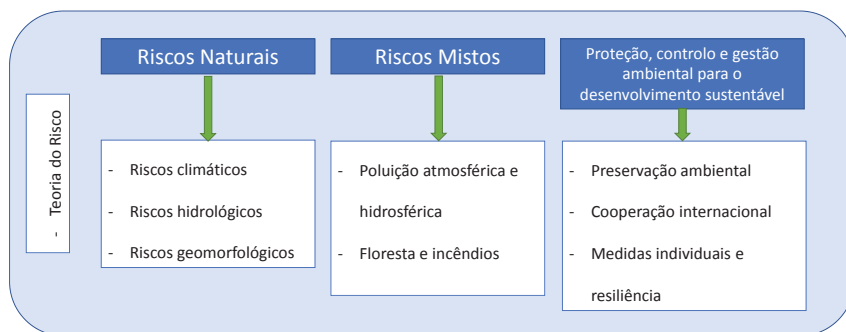 - Teoria do Risco
Riscos Naturais
- Riscos climáticos
- Riscos hidrológicos
- Riscos geomorfológicos
Riscos Mistos
- Poluição atmosférica e
hidrosférica
- Floresta e incêndios
Proteção, controlo e gestão
ambiental para o
desenvolvimento sustentável
- Preservação ambiental
- Cooperação internacional
- Medidas individuais e
resiliência